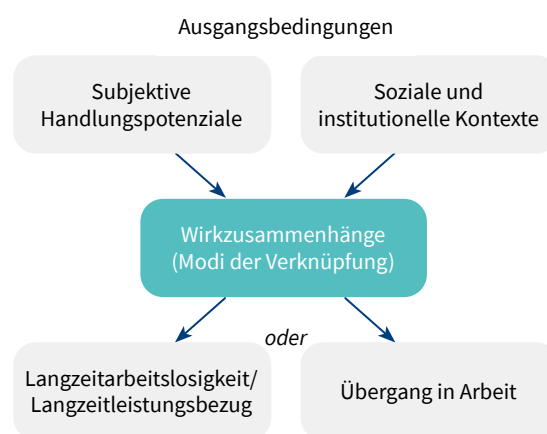 Ausgangsbedingungen
Subjektive
Handlungspotenziale
Soziale und
institutionelle Kontexte
Wirkzusammenhänge
(Modi der Verknüpfung)
oder
Langzeitarbeitslosigkeit/
Langzeitleistungsbezug
Übergang in Arbeit